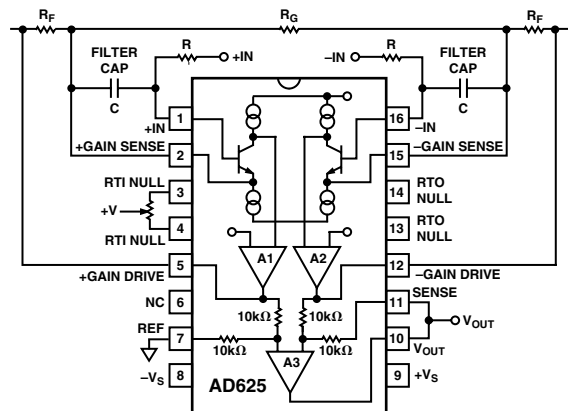 RF RG RF
FILTER CAP
C
R
+IN
–IN
R
FILTER CAP
C
1
+IN
16
–IN
+GAIN SENSE
2
15
–GAIN SENSE
RTI NULL
3
14
RTO NULL
+V
4
RTI NULL
13
RTO NULL
A1
A2
5
+GAIN DRIVE
12
–GAIN DRIVE
NC
6
10kΩ
10kΩ
11
SENSE
REF
7
10kΩ
10kΩ
VOUT
10
VOUT
A3
–VS
8
AD625
9
+VS